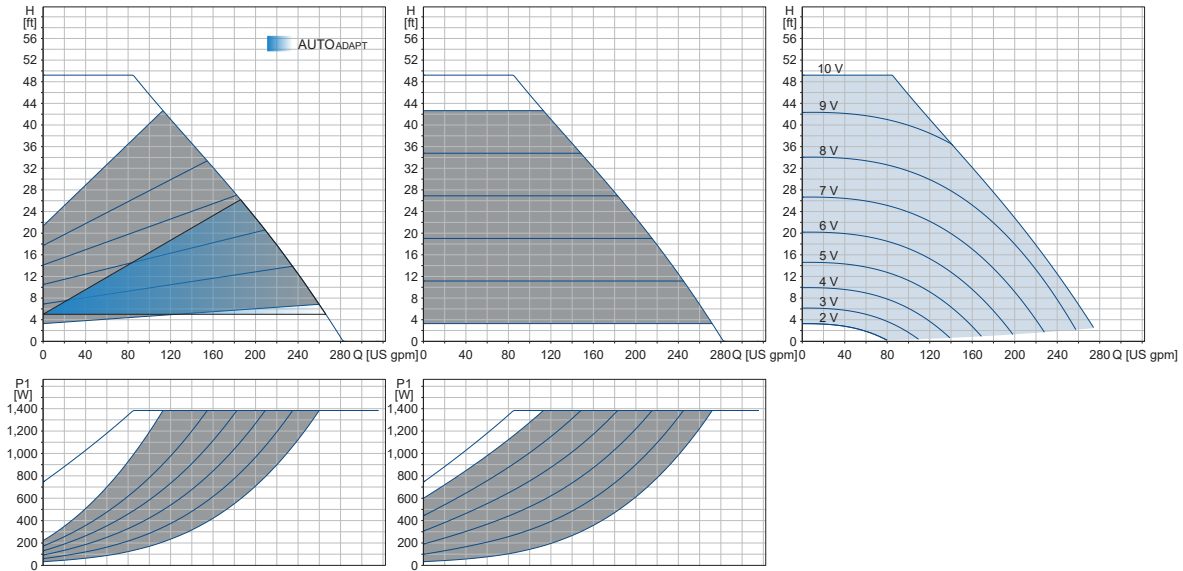 H
[ft]
56
52
48
44
40
36
32
28
24
20
16
12
8
4
0
0 40 80 120 160 200 240 280 Q [US gpm]
AUTOADAPT
H
[ft]
56
52
48
44
40
36
32
28
24
20
16
12
8
4
0
0 40 80 120 160 200 240 280 Q [US gpm]
H
[ft]
56
52
48
44
40
36
32
28
24
20
16
12
8
4
0
0 40 80 120 160 200 240 280 Q [US gpm]
10 V
9 V
8 V
7 V
6 V
5 V
4 V
3 V
2 V
P1
[W]
1,400
1,200
1,000
800
600
400
200
0
P1
[W]
1,400
1,200
1,000
800
600
400
200
0